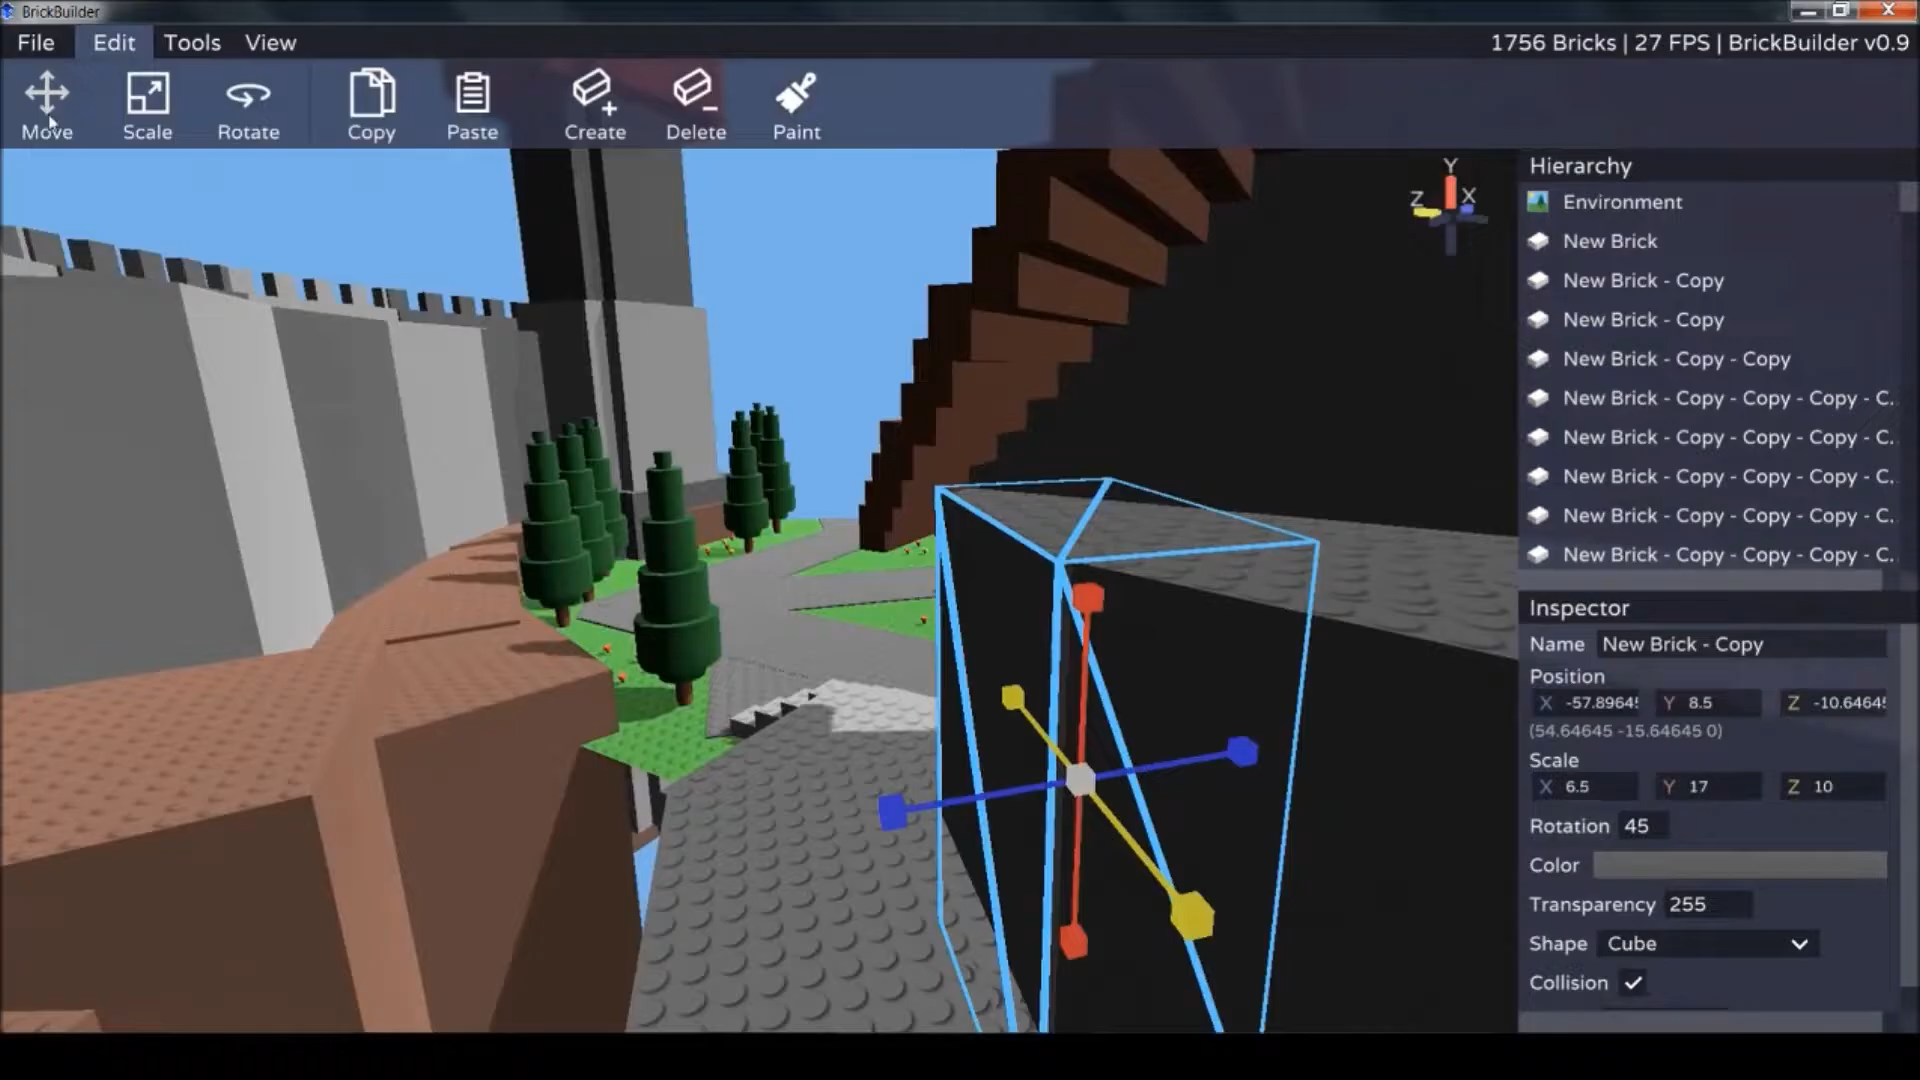 BrickBuilder
File Edit Tools View
1756 Bricks | 27 FPS | BrickBuilder v0.9
Move Scale Rotate Copy Paste Create Delete Paint
Y
Z X
Hierarchy
Environment
New Brick
New Brick - Copy
New Brick - Copy
New Brick - Copy - Copy
New Brick - Copy - Copy - Copy - C.
New Brick - Copy - Copy - Copy - C.
New Brick - Copy - Copy - Copy - C.
New Brick - Copy - Copy - Copy - C.
New Brick - Copy - Copy - Copy - C.
Inspector
Name New Brick - Copy
Position
X -57.8964 Y 8.5 Z -10.6464
(54.64645 -15.64645 0)
Scale
X 6.5 Y 17 Z 10
Rotation 45
Color
Transparency 255
Shape Cube
Collision